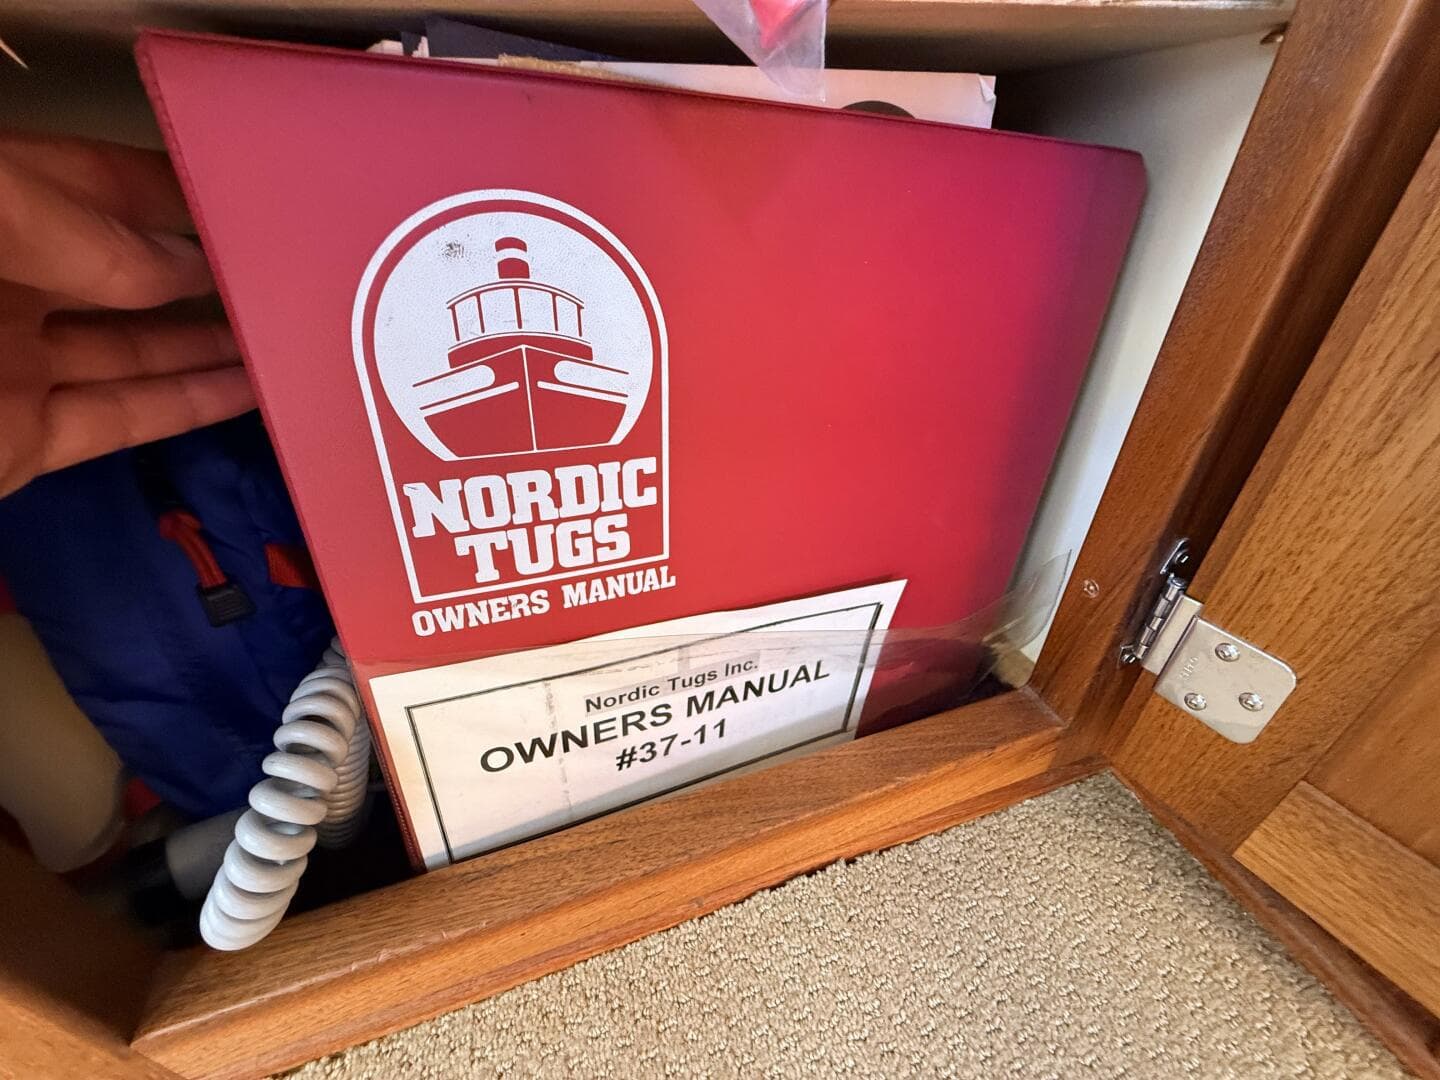 NORDIC
TUGS
OWNERS MANUAL
Nordic Tugs Inc.
OWNERS MANUAL
#37-11